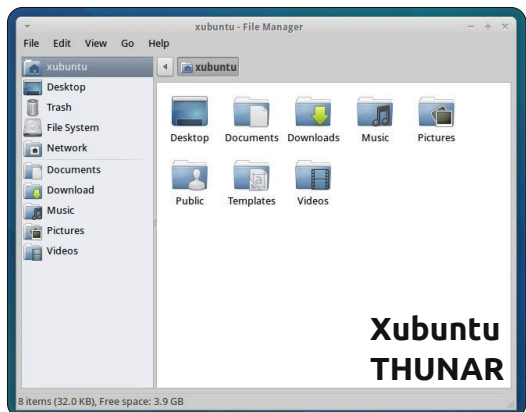 xubuntu - File Manager
File Edit View Go Help
xubuntu
xubuntu
Desktop
Trash
File System
Network
Documents
Download
Music
Pictures
Videos
Desktop Documents Downloads Music Pictures
Public Templates Videos
Xubuntu
THUNAR
8 items (32.0 KB), Free space: 3.9 GB